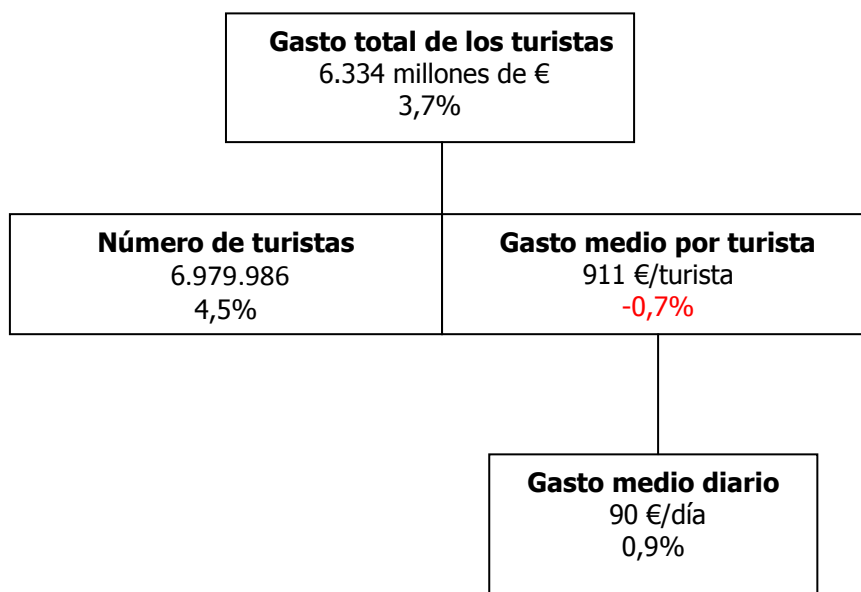 Gasto total de los turistas
6.334 millones de €
3,7%
Número de turistas
6.979.986
4,5%
Gasto medio por turista
911 €/turista
-0,7%
Gasto medio diario
90 €/día
0,9%